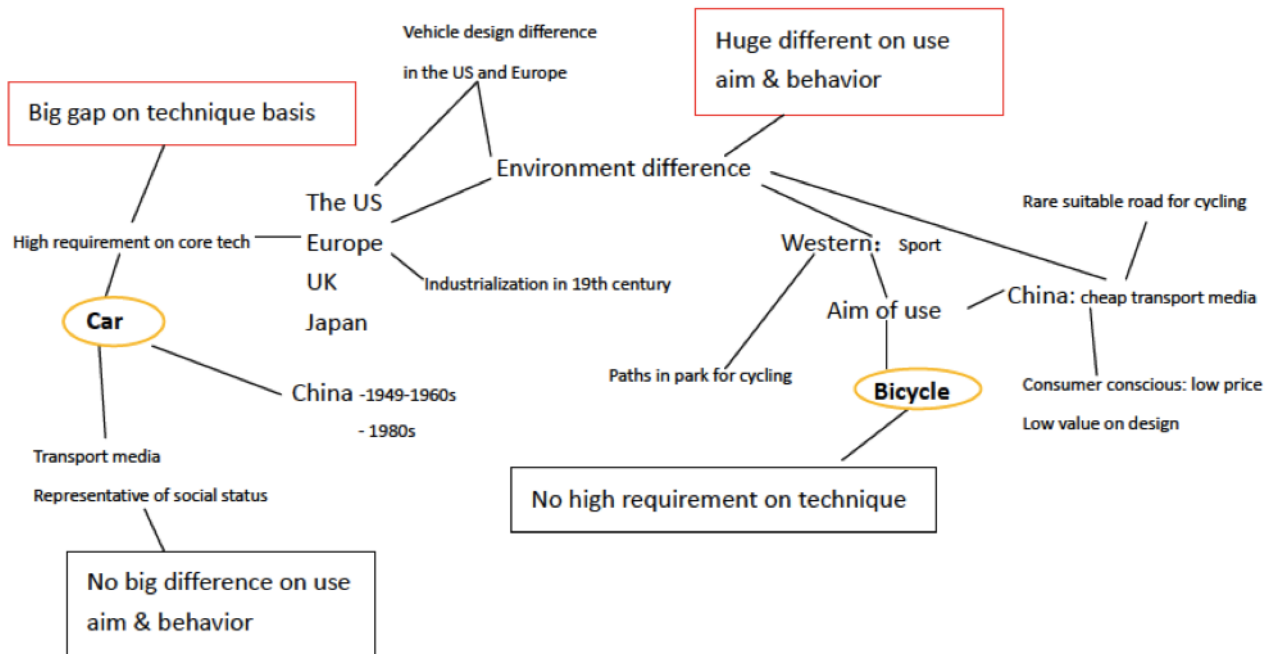 Vehicle design difference
in the US and Europe
Huge different on use
aim & behavior
Big gap on technique basis
Environment difference
The US
High requirement on core tech
Europe
UK
Japan
Industrialization in 19th century
Car
China -1949-1960s
- 1980s
Transport media
Representative of social status
No big difference on use
aim & behavior
Rare suitable road for cycling
Western: Sport
Aim of use
China: cheap transport media
Paths in park for cycling
Bicycle
Consumer conscious: low price
Low value on design
No high requirement on technique